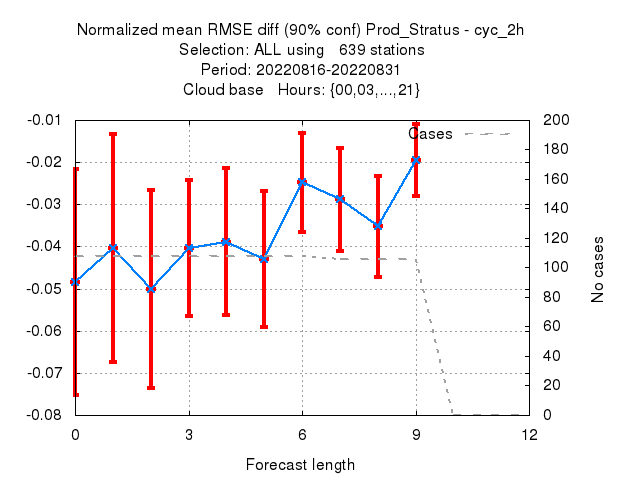 Normalized mean RMSE diff (90% conf) Prod_Stratus - cyc_2h
Selection: ALL using   639 stations
Period: 20220816-20220831
Cloud base   Hours: {00,03,...,21}
-0.01
-0.02
-0.03
-0.04
-0.05
-0.06
-0.07
-0.08
Cases
200
180
160
140
120
100
80
60
40
20
0
No cases
0 3 6 9 12
Forecast length